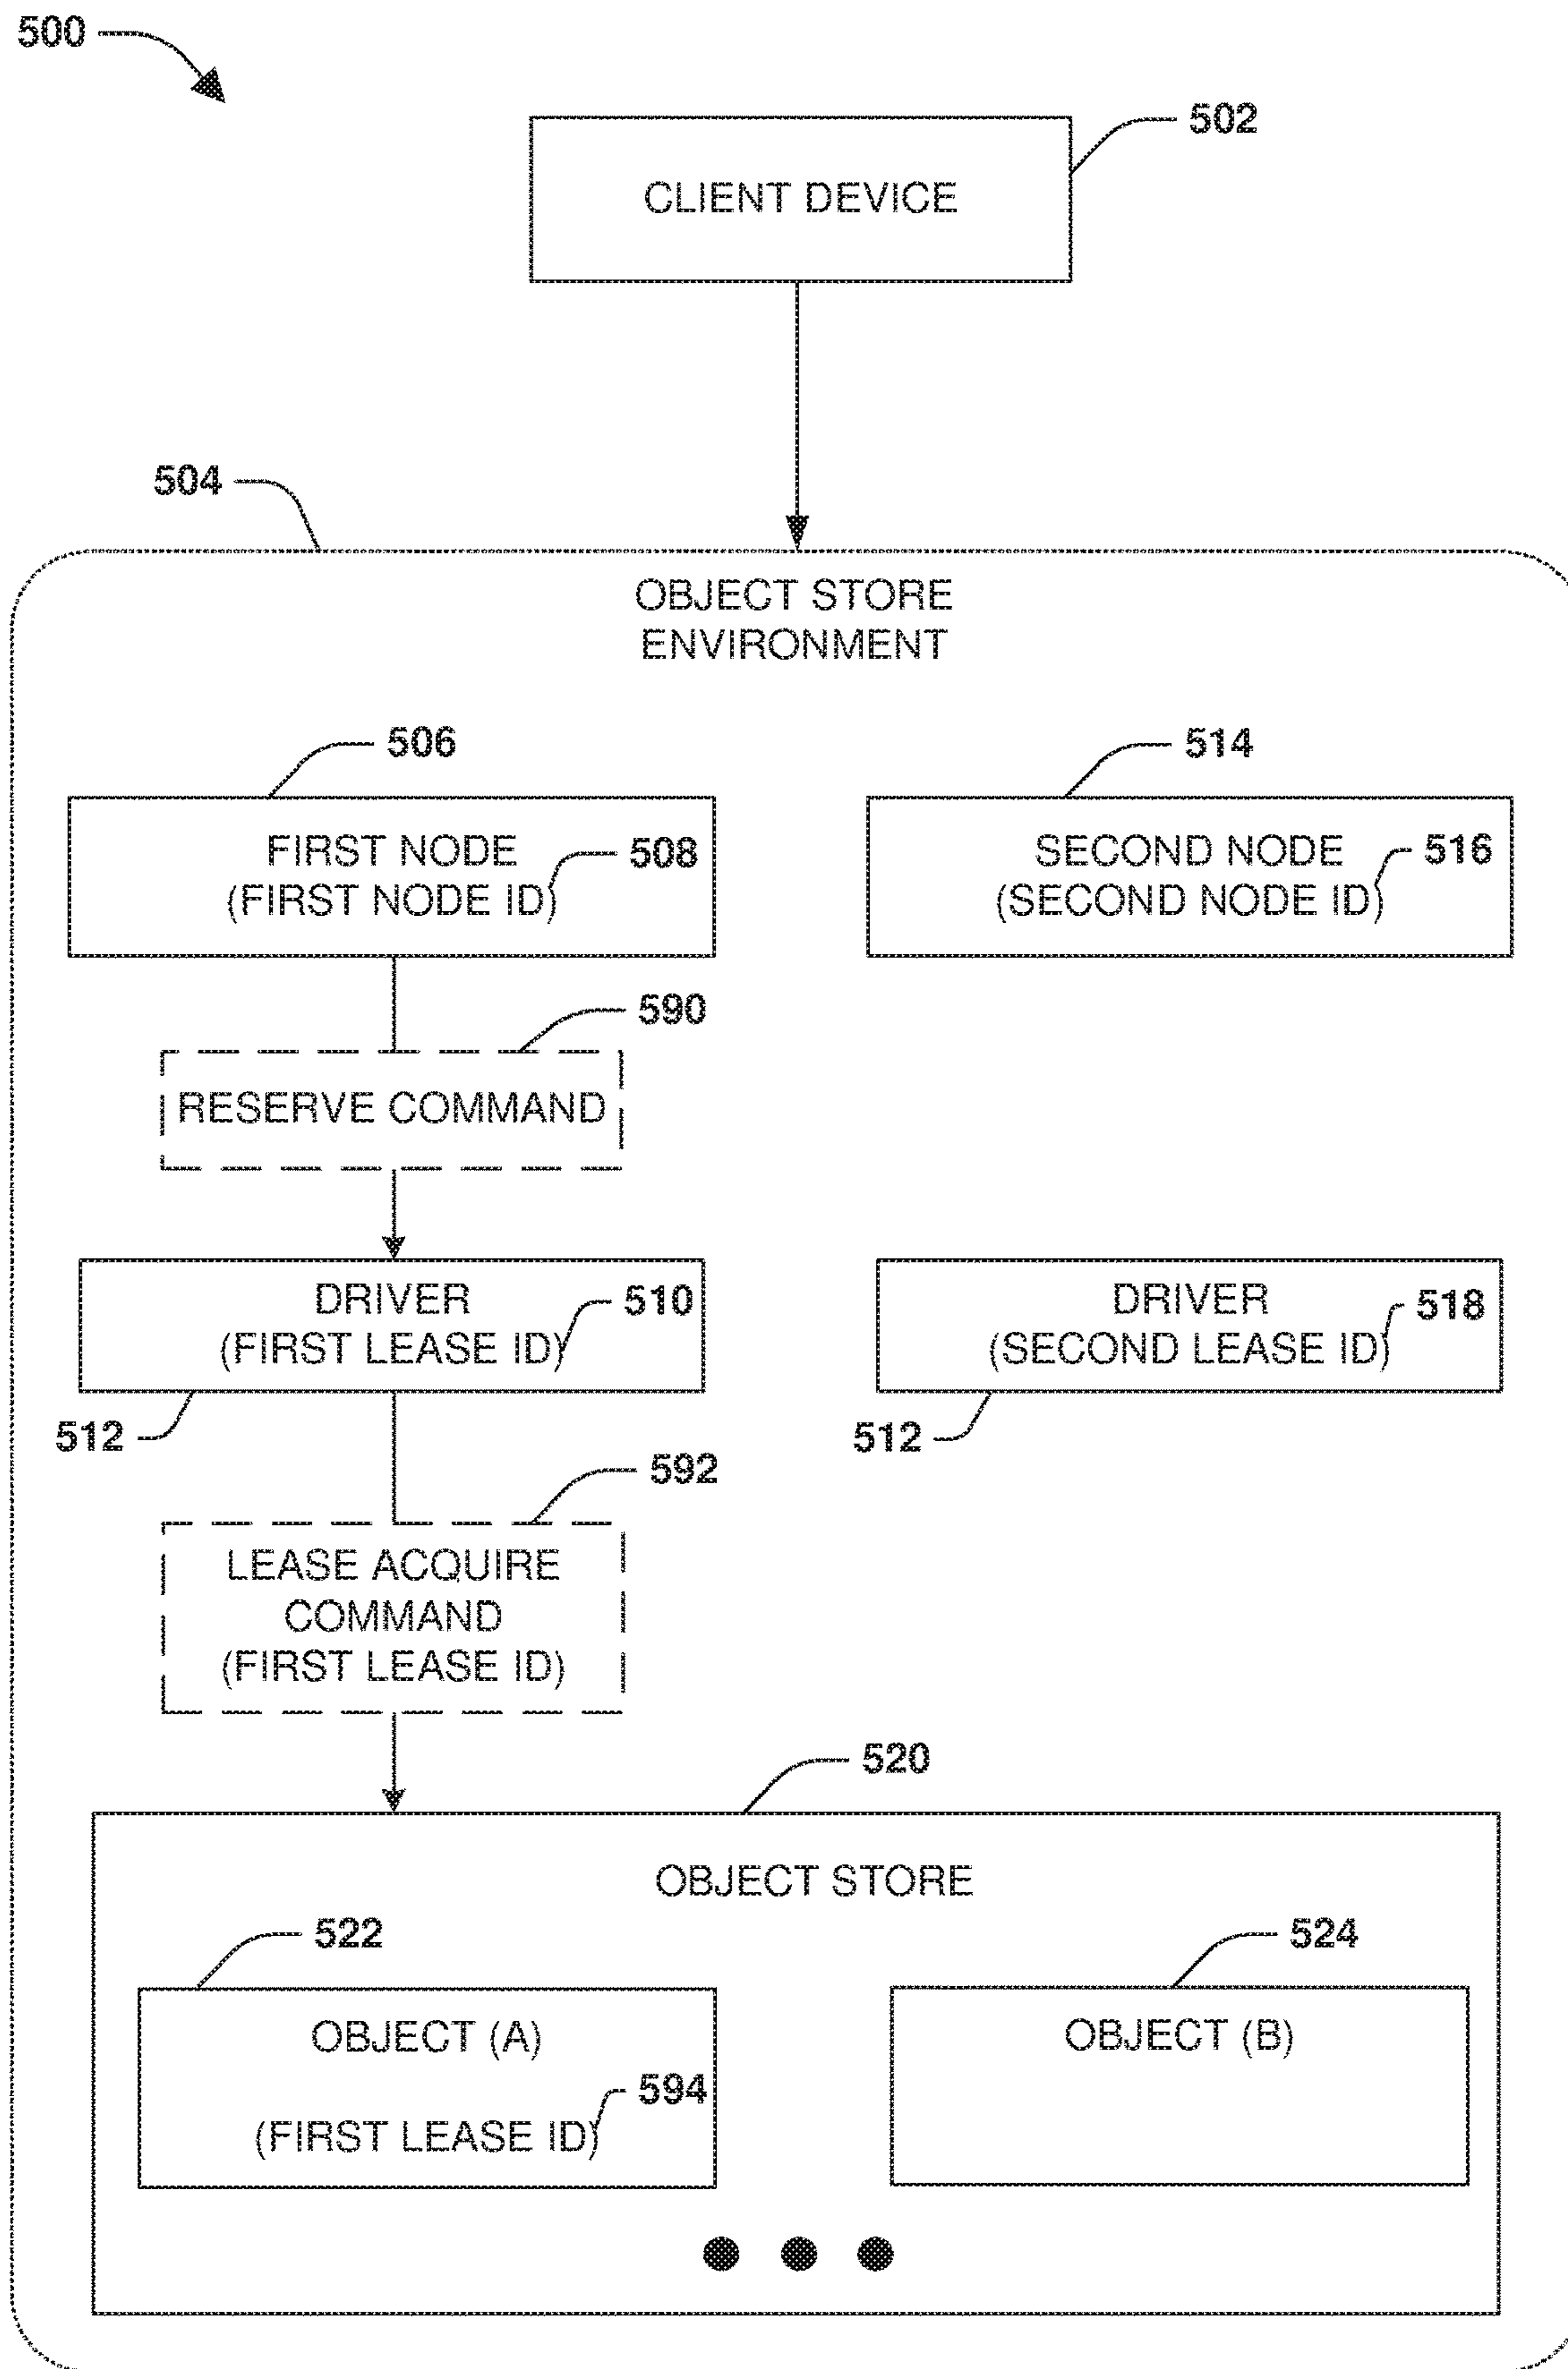 500
502
CLIENT DEVICE
504
OBJECT STORE
ENVIRONMENT
506
514
FIRST NODE
(FIRST NODE ID)
508
SECOND NODE
(SECOND NODE ID)
516
590
RESERVE COMMAND
DRIVER
(FIRST LEASE ID)
510
DRIVER
(SECOND LEASE ID)
518
512
512
592
LEASE ACQUIRE
COMMAND
(FIRST LEASE ID)
520
OBJECT STORE
522
524
OBJECT (A)
594
(FIRST LEASE ID)
OBJECT (B)